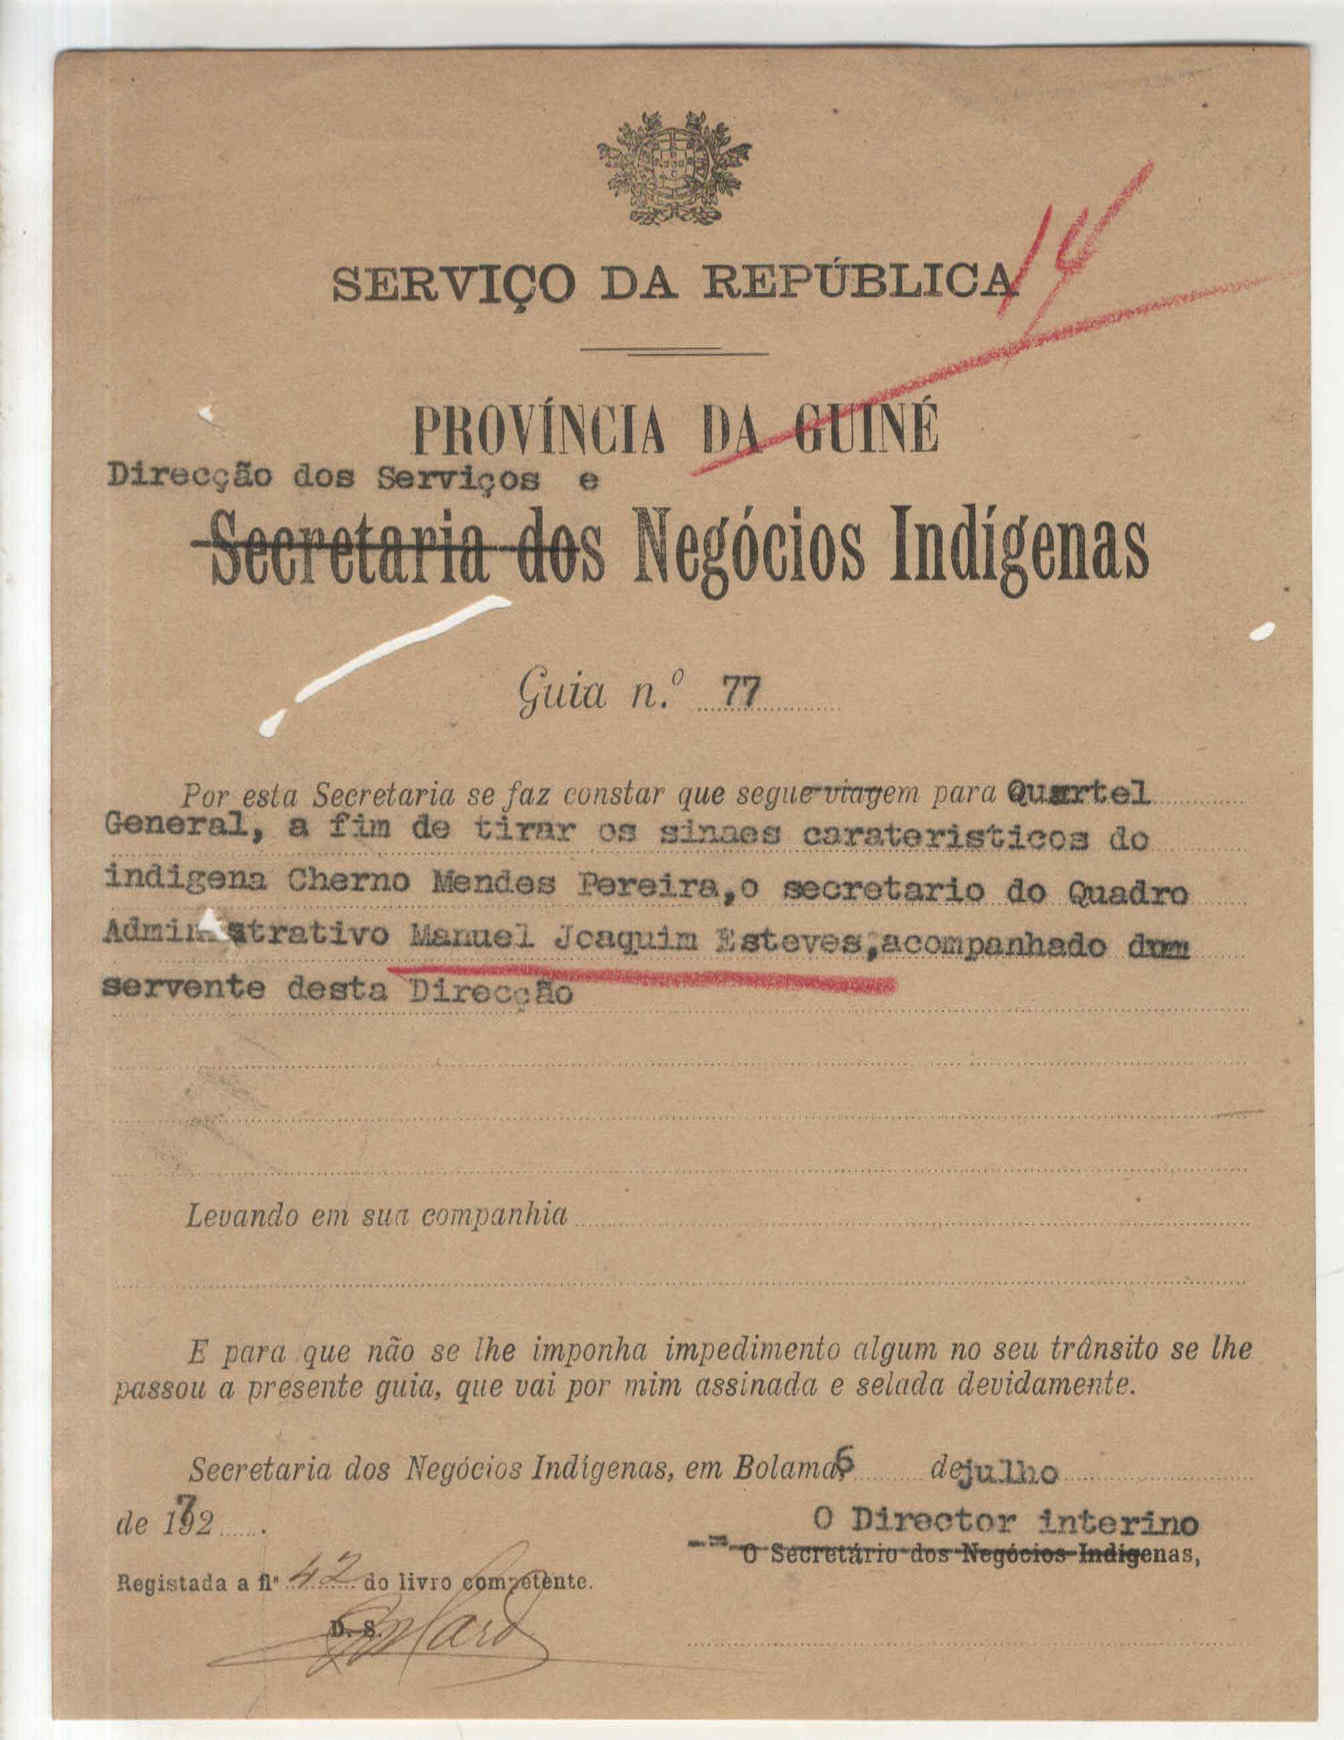 14
SERVIÇO DA REPÚBLICA
PROVÍNCIA DA GUINÉ
Direcção dos Serviços e
Secretaria dos Negócios Indígenas
Guia n.º 77
Por esta Secretaria se faz constar que segue viagem para Quartel
General, a fim de tirar os sinaes carateristicos do
indigena Cherno Mendes Pereira, o secretario do Quadro
Administrativo Manuel Joaquim Esteves, acompanhado dum
servente desta Direcção
Levando em sua companhia
E para que não se lhe imponha impedimento algum no seu trânsito se lhe
passou a presente guia, que vai por mim assinada e selada devidamente.
Secretaria dos Negócios Indígenas, em Bolama, 6 de julho
de 1927.
O Director interino
O Secretário dos Negócios Indígenas,
Registada a fl^s 42 do livro competente.
D. S.